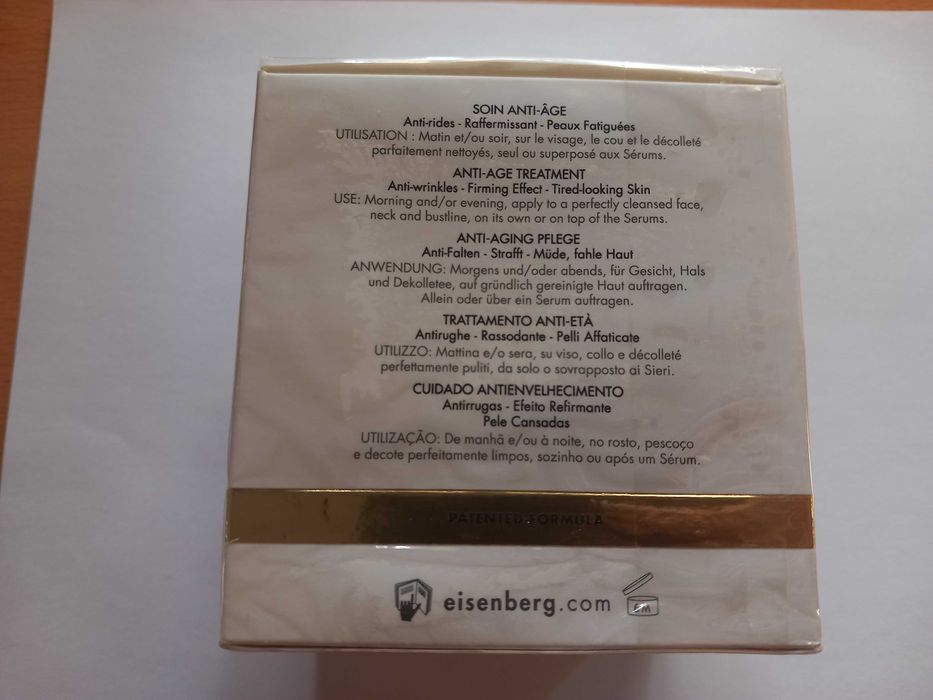 SOIN ANTI-ÂGE
Anti-rides - Raffermissant - Peaux Fatiguées
UTILISATION : Matin et/ou soir, sur le visage, le cou et le décolleté
parfaitement nettoyés, seul ou superposé aux Sérums.
ANTI-AGE TREATMENT
Anti-wrinkles - Firming Effect - Tired-looking Skin
USE: Morning and/or evening, apply to a perfectly cleansed face,
neck and bustline, on its own or on top of the Serums.
ANTI-AGING PFLEGE
Anti-Falten - Strafft - Müde, fahle Haut
ANWENDUNG: Morgens und/oder abends, für Gesicht, Hals
und Dekolletee, auf gründlich gereinigte Haut auftragen.
Allein oder über ein Serum auftragen.
TRATTAMENTO ANTI-ETÀ
Antirughe - Rassodante - Pelli Affaticate
UTILIZZO: Mattina e/o sera, su viso, collo e décolleté
perfettamente puliti, da solo o sovrapposto ai Sieri.
CUIDADO ANTIENVELHECIMENTO
Antirrugas - Efeito Refirmante
Pele Cansadas
UTILIZAÇÃO: De manhã e/ou à noite, no rosto, pescoço
e decote perfeitamente limpos, sozinho ou após um Sérum.
PATENTED FORMULA
eisenberg.com